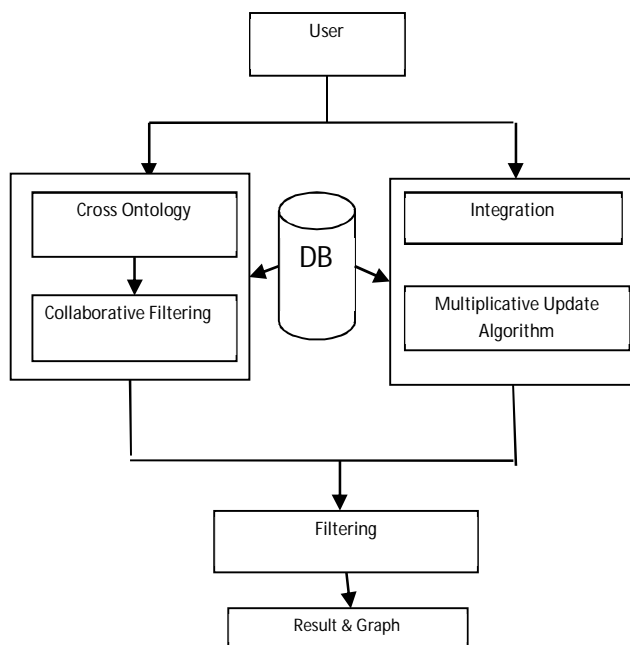 User
Cross Ontology
Integration
DB
Collaborative Filtering
Multiplicative Update
Algorithm
Filtering
Result & Graph